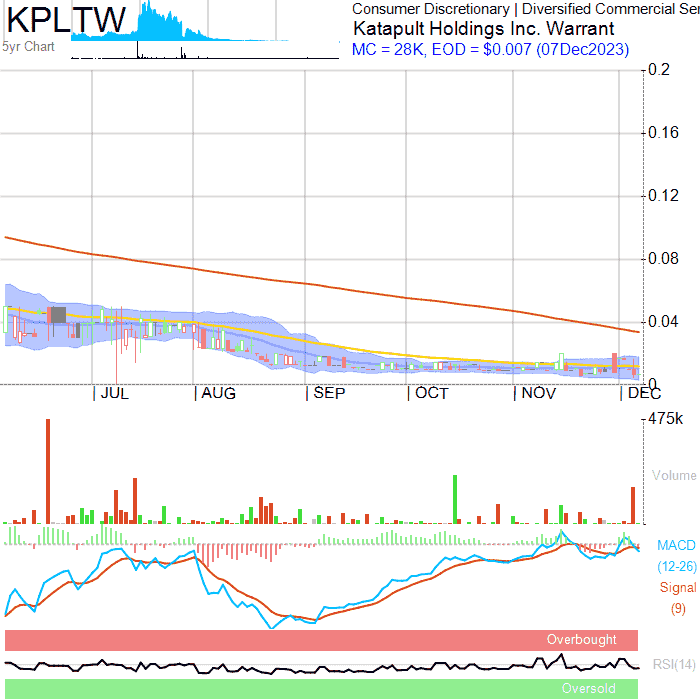 KPLTW
5yr Chart
Consumer Discretionary | Diversified Commercial Ser
Katapult Holdings Inc. Warrant
MC = 28K, EOD = $0.007 (07Dec2023)
0.2
0.16
0.12
0.08
0.04
0
JUL AUG SEP OCT NOV DEC
475k
Volume
MACD
(12-26)
Signal
(9)
Overbought
RSI(14)
Oversold